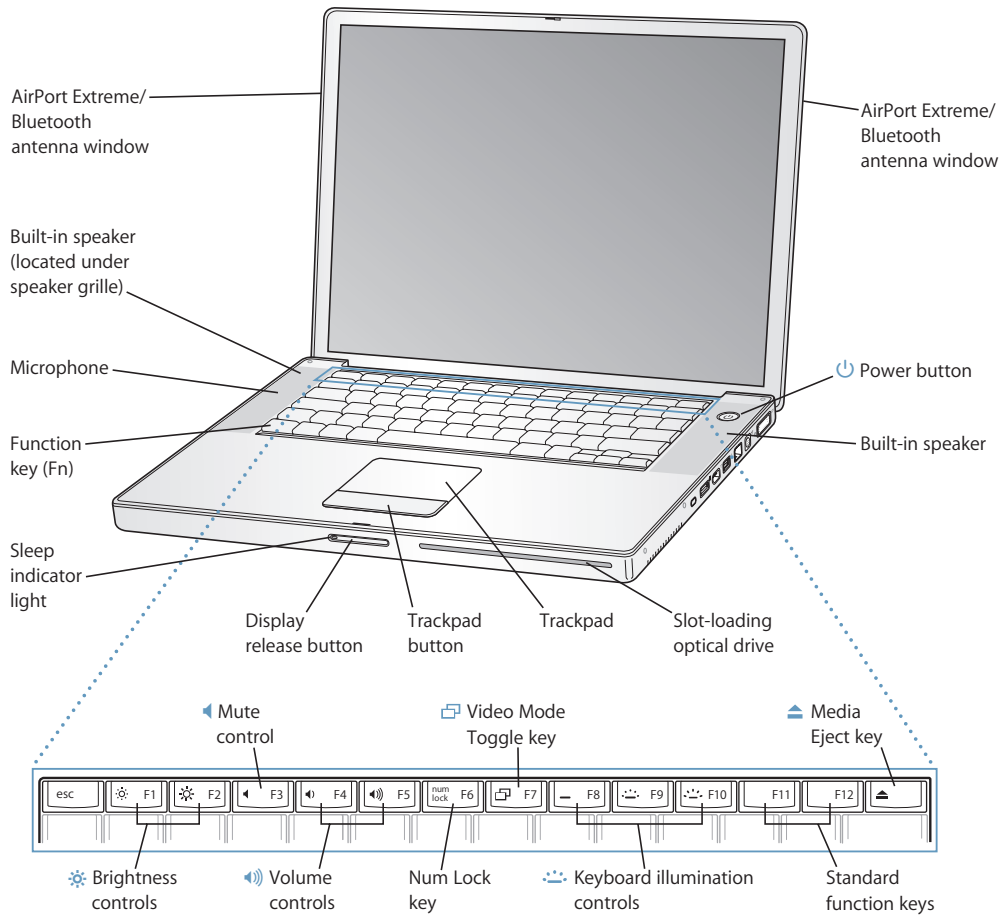 AirPort Extreme/
Bluetooth
antenna window
AirPort Extreme/
Bluetooth
antenna window
Built-in speaker
(located under
speaker grille)
Microphone
Power button
Function
key (Fn)
Built-in speaker
Sleep
indicator
light
Display
release button
Trackpad
button
Trackpad
Slot-loading
optical drive
Mute
control
Video Mode
Toggle key
Media
Eject key
esc
F1
F2
F3
F4
F5
num
lock
F6
F7
F8
F9
F10
F11
F12
Brightness
controls
Volume
controls
Num Lock
key
Keyboard illumination
controls
Standard
function keys